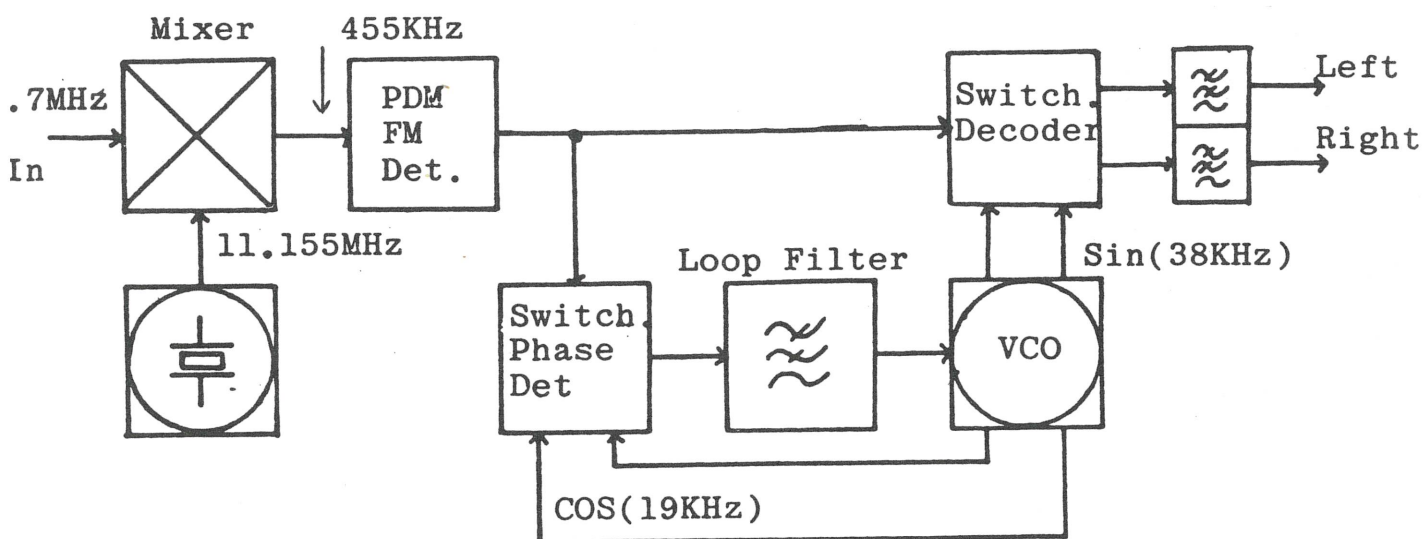 Mixer
455KHz
.7MHz
In
PDM
FM
Det.
11.155MHz
Switch.
Decoder
Left
Right
Sin(38KHz)
Loop Filter
Switch.
Phase
Det
VCO
COS(19KHz)